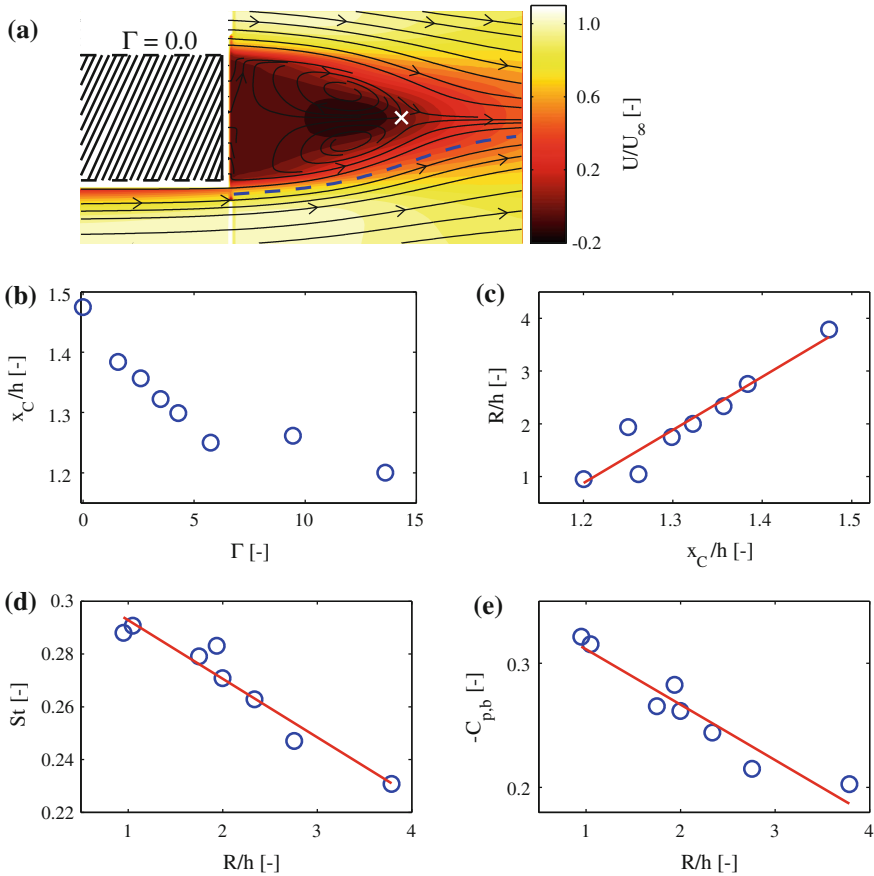 (a)
Γ = 0.0
1.0
0.6
0.2
-0.2
U/U∞ [-]
(b)
1.5
1.4
1.3
1.2
x_C/h [-]
0 5 10 15
Γ [-]
(c)
4
3
2
1
R/h [-]
1.2 1.3 1.4 1.5
x_C/h [-]
(d)
0.3
0.28
0.26
0.24
0.22
St [-]
1 2 3 4
R/h [-]
(e)
0.3
0.2
-C_{p,b} [-]
1 2 3 4
R/h [-]